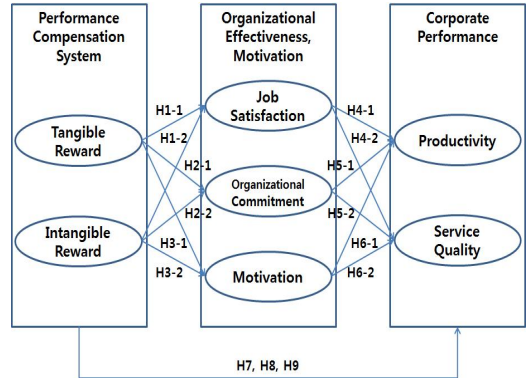 Performance
Compensation
System
Tangible
Reward
Intangible
Reward
H1-1
H1-2
H2-1
H2-2
H3-1
H3-2
Organizational
Effectiveness,
Motivation
Job
Satisfaction
Organizational
Commitment
Motivation
H4-1
H4-2
H5-1
H5-2
H6-1
H6-2
Corporate
Performance
Productivity
Service
Quality
H7, H8, H9